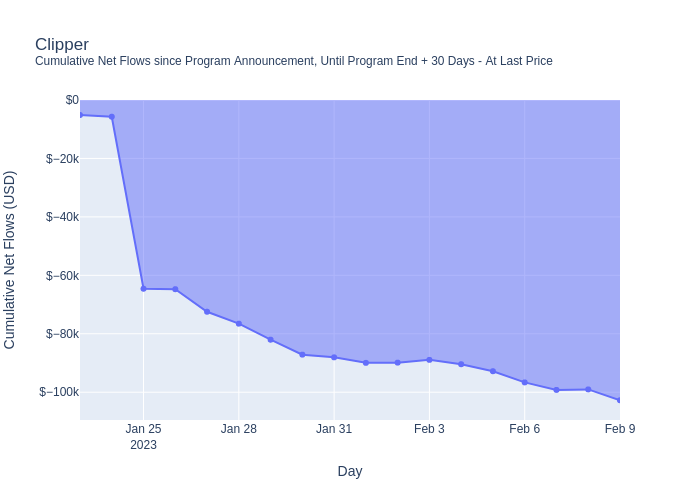 Clipper
Cumulative Net Flows since Program Announcement, Until Program End + 30 Days - At Last Price
Cumulative Net Flows (USD)
$0
$−20k
$−40k
$−60k
$−80k
$−100k
Jan 25
2023
Jan 28
Jan 31
Feb 3
Feb 6
Feb 9
Day